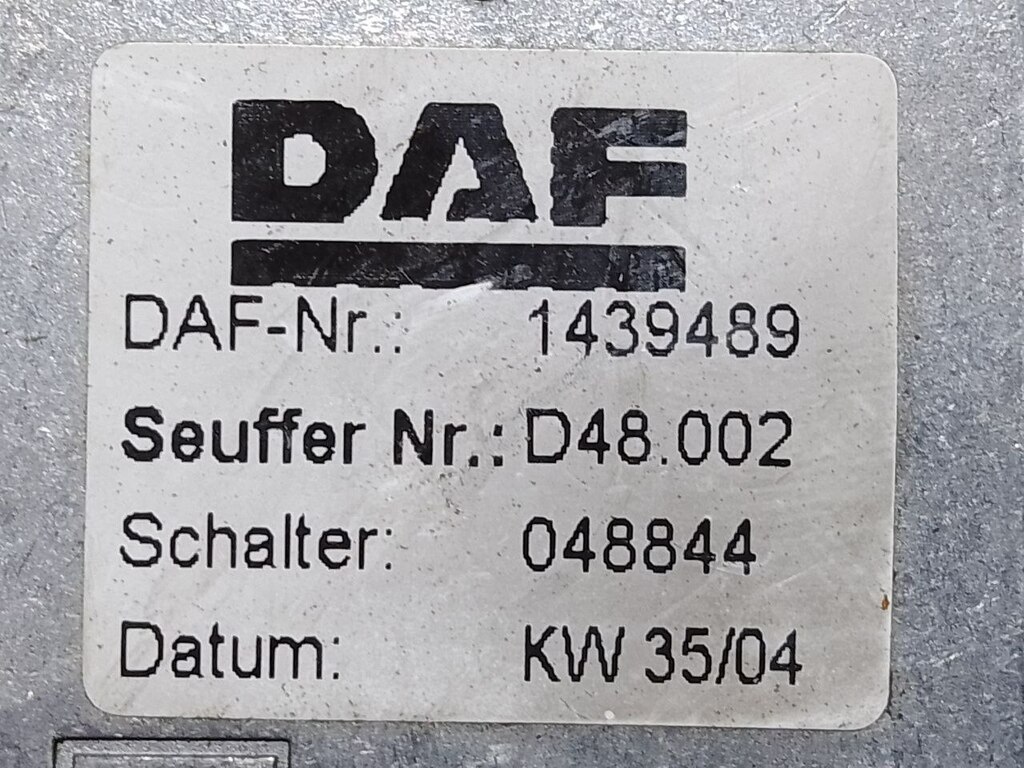 DAF
DAF-Nr.: 1439489
Seuffer Nr.: D48.002
Schalter: 048844
Datum: KW 35/04